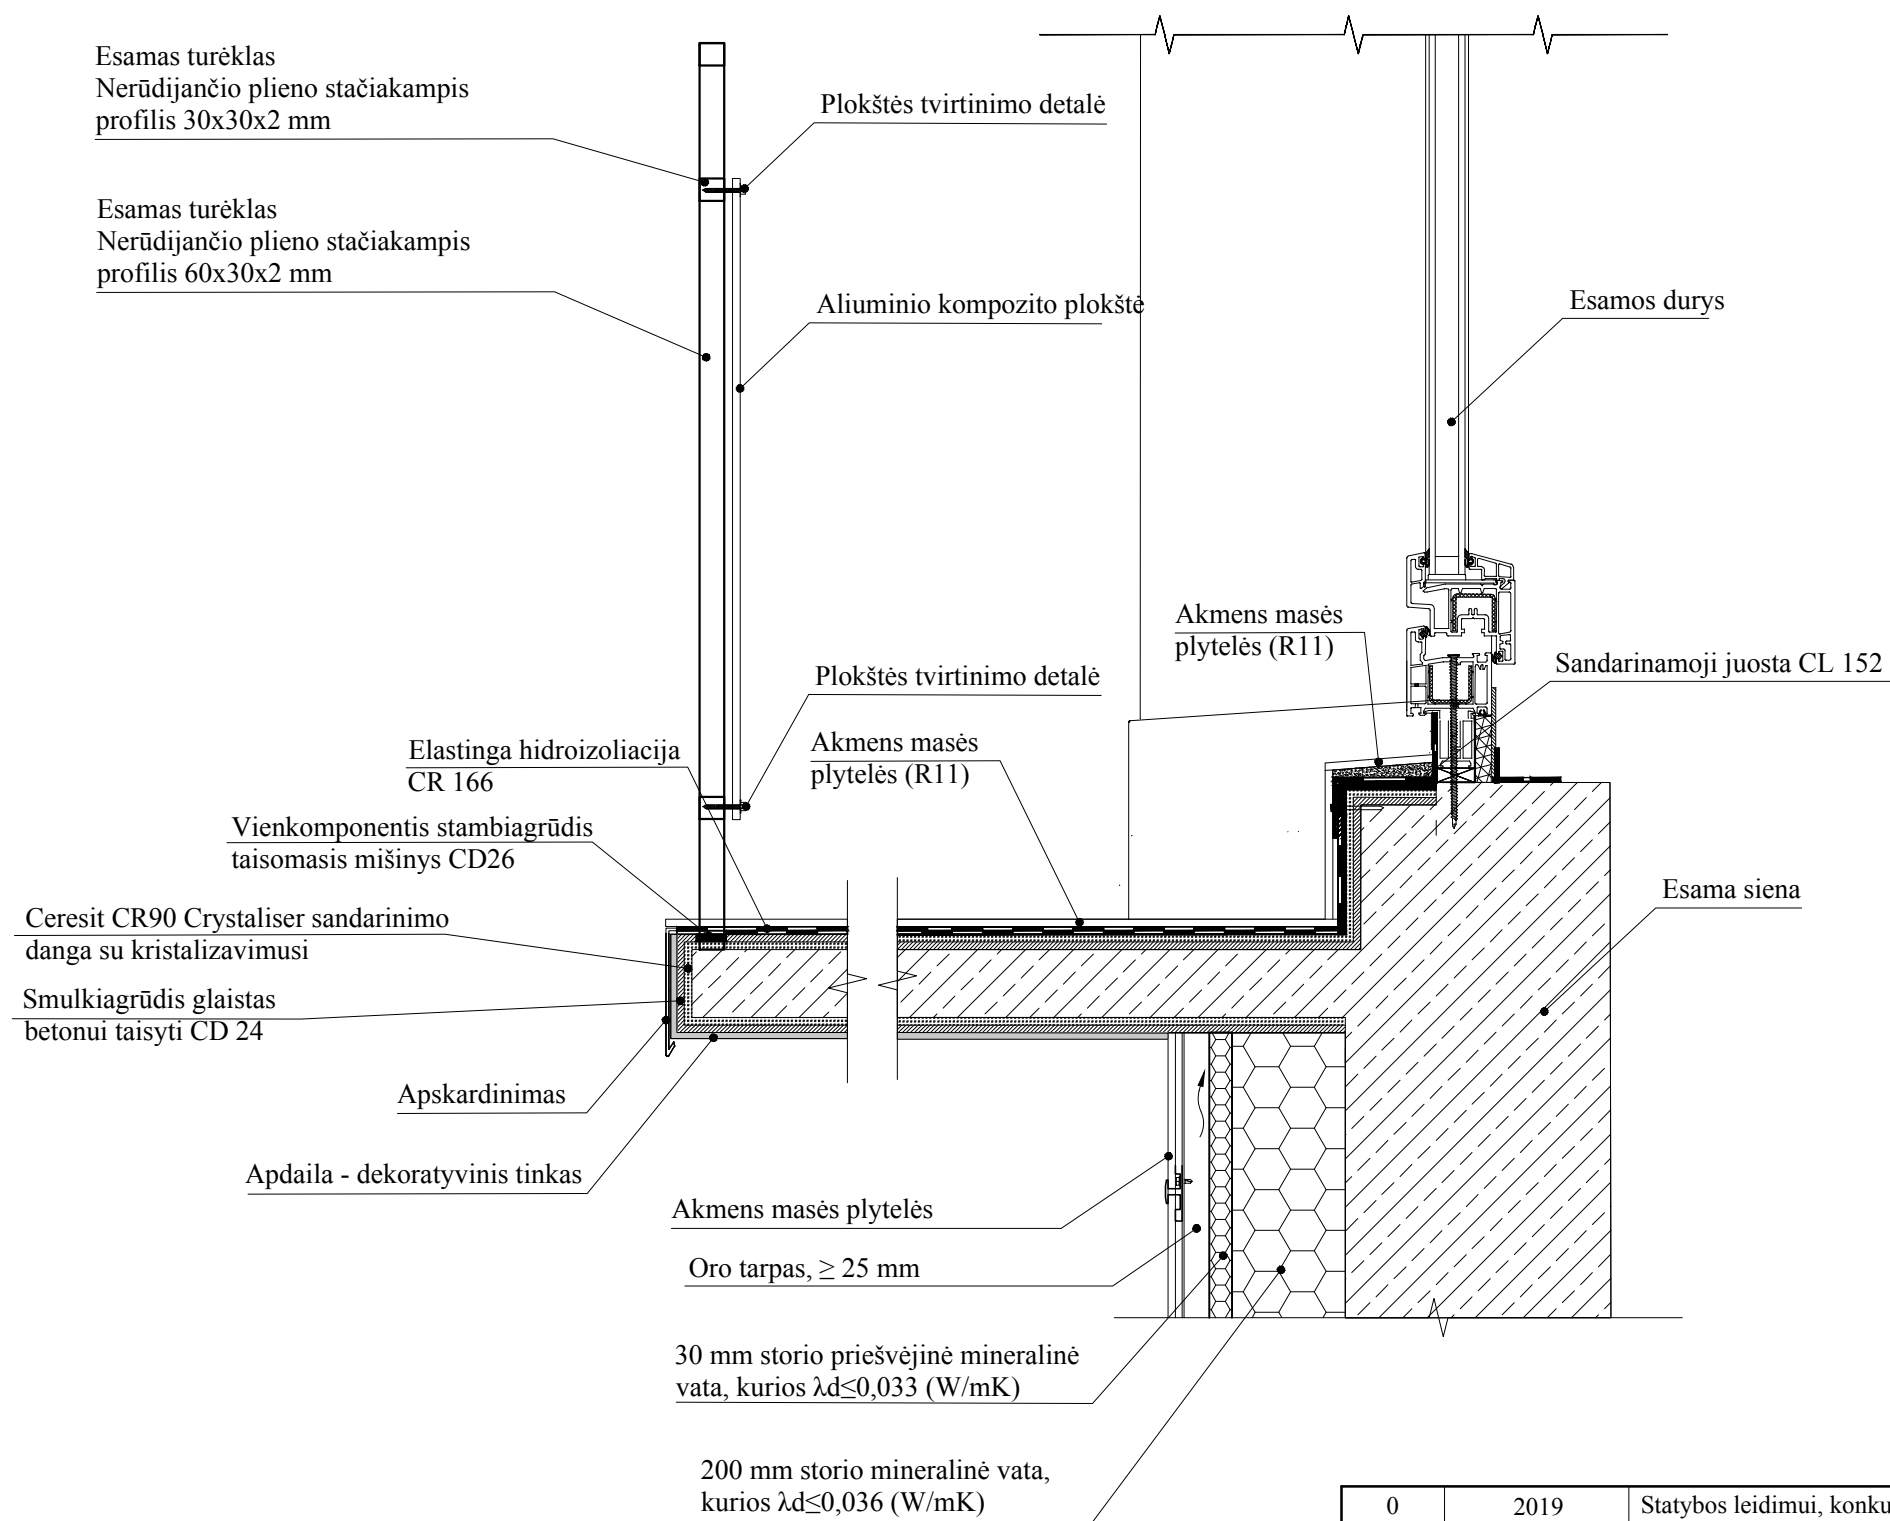 Esamas turėklas
Nerūdijančio plieno stačiakampis
profilis 30x30x2 mm
Plokštės tvirtinimo detalė
Esamas turėklas
Nerūdijančio plieno stačiakampis
profilis 60x30x2 mm
Aliuminio kompozito plokštė
Esamos durys
Akmens masės
plytelės (R11)
Sandarinamoji juosta CL 152
Plokštės tvirtinimo detalė
Elastinga hidroizoliacija
CR 166
Akmens masės
plytelės (R11)
Vienkomponentis stambiagrūdis
taisomasis mišinys CD26
Esama siena
Ceresit CR90 Crystaliser sandarinimo
danga su kristalizavimusi
Smulkiagrūdis glaistas
betonui taisyti CD 24
Apskardinimas
Apdaila - dekoratyvinis tinkas
Akmens masės plytelės
Oro tarpas, ≥ 25 mm
30 mm storio priešvėjinė mineralinė
vata, kurios λd≤0,033 (W/mK)
200 mm storio mineralinė vata,
kurios λd≤0,036 (W/mK)
0 2019 Statybos leidimui, konku